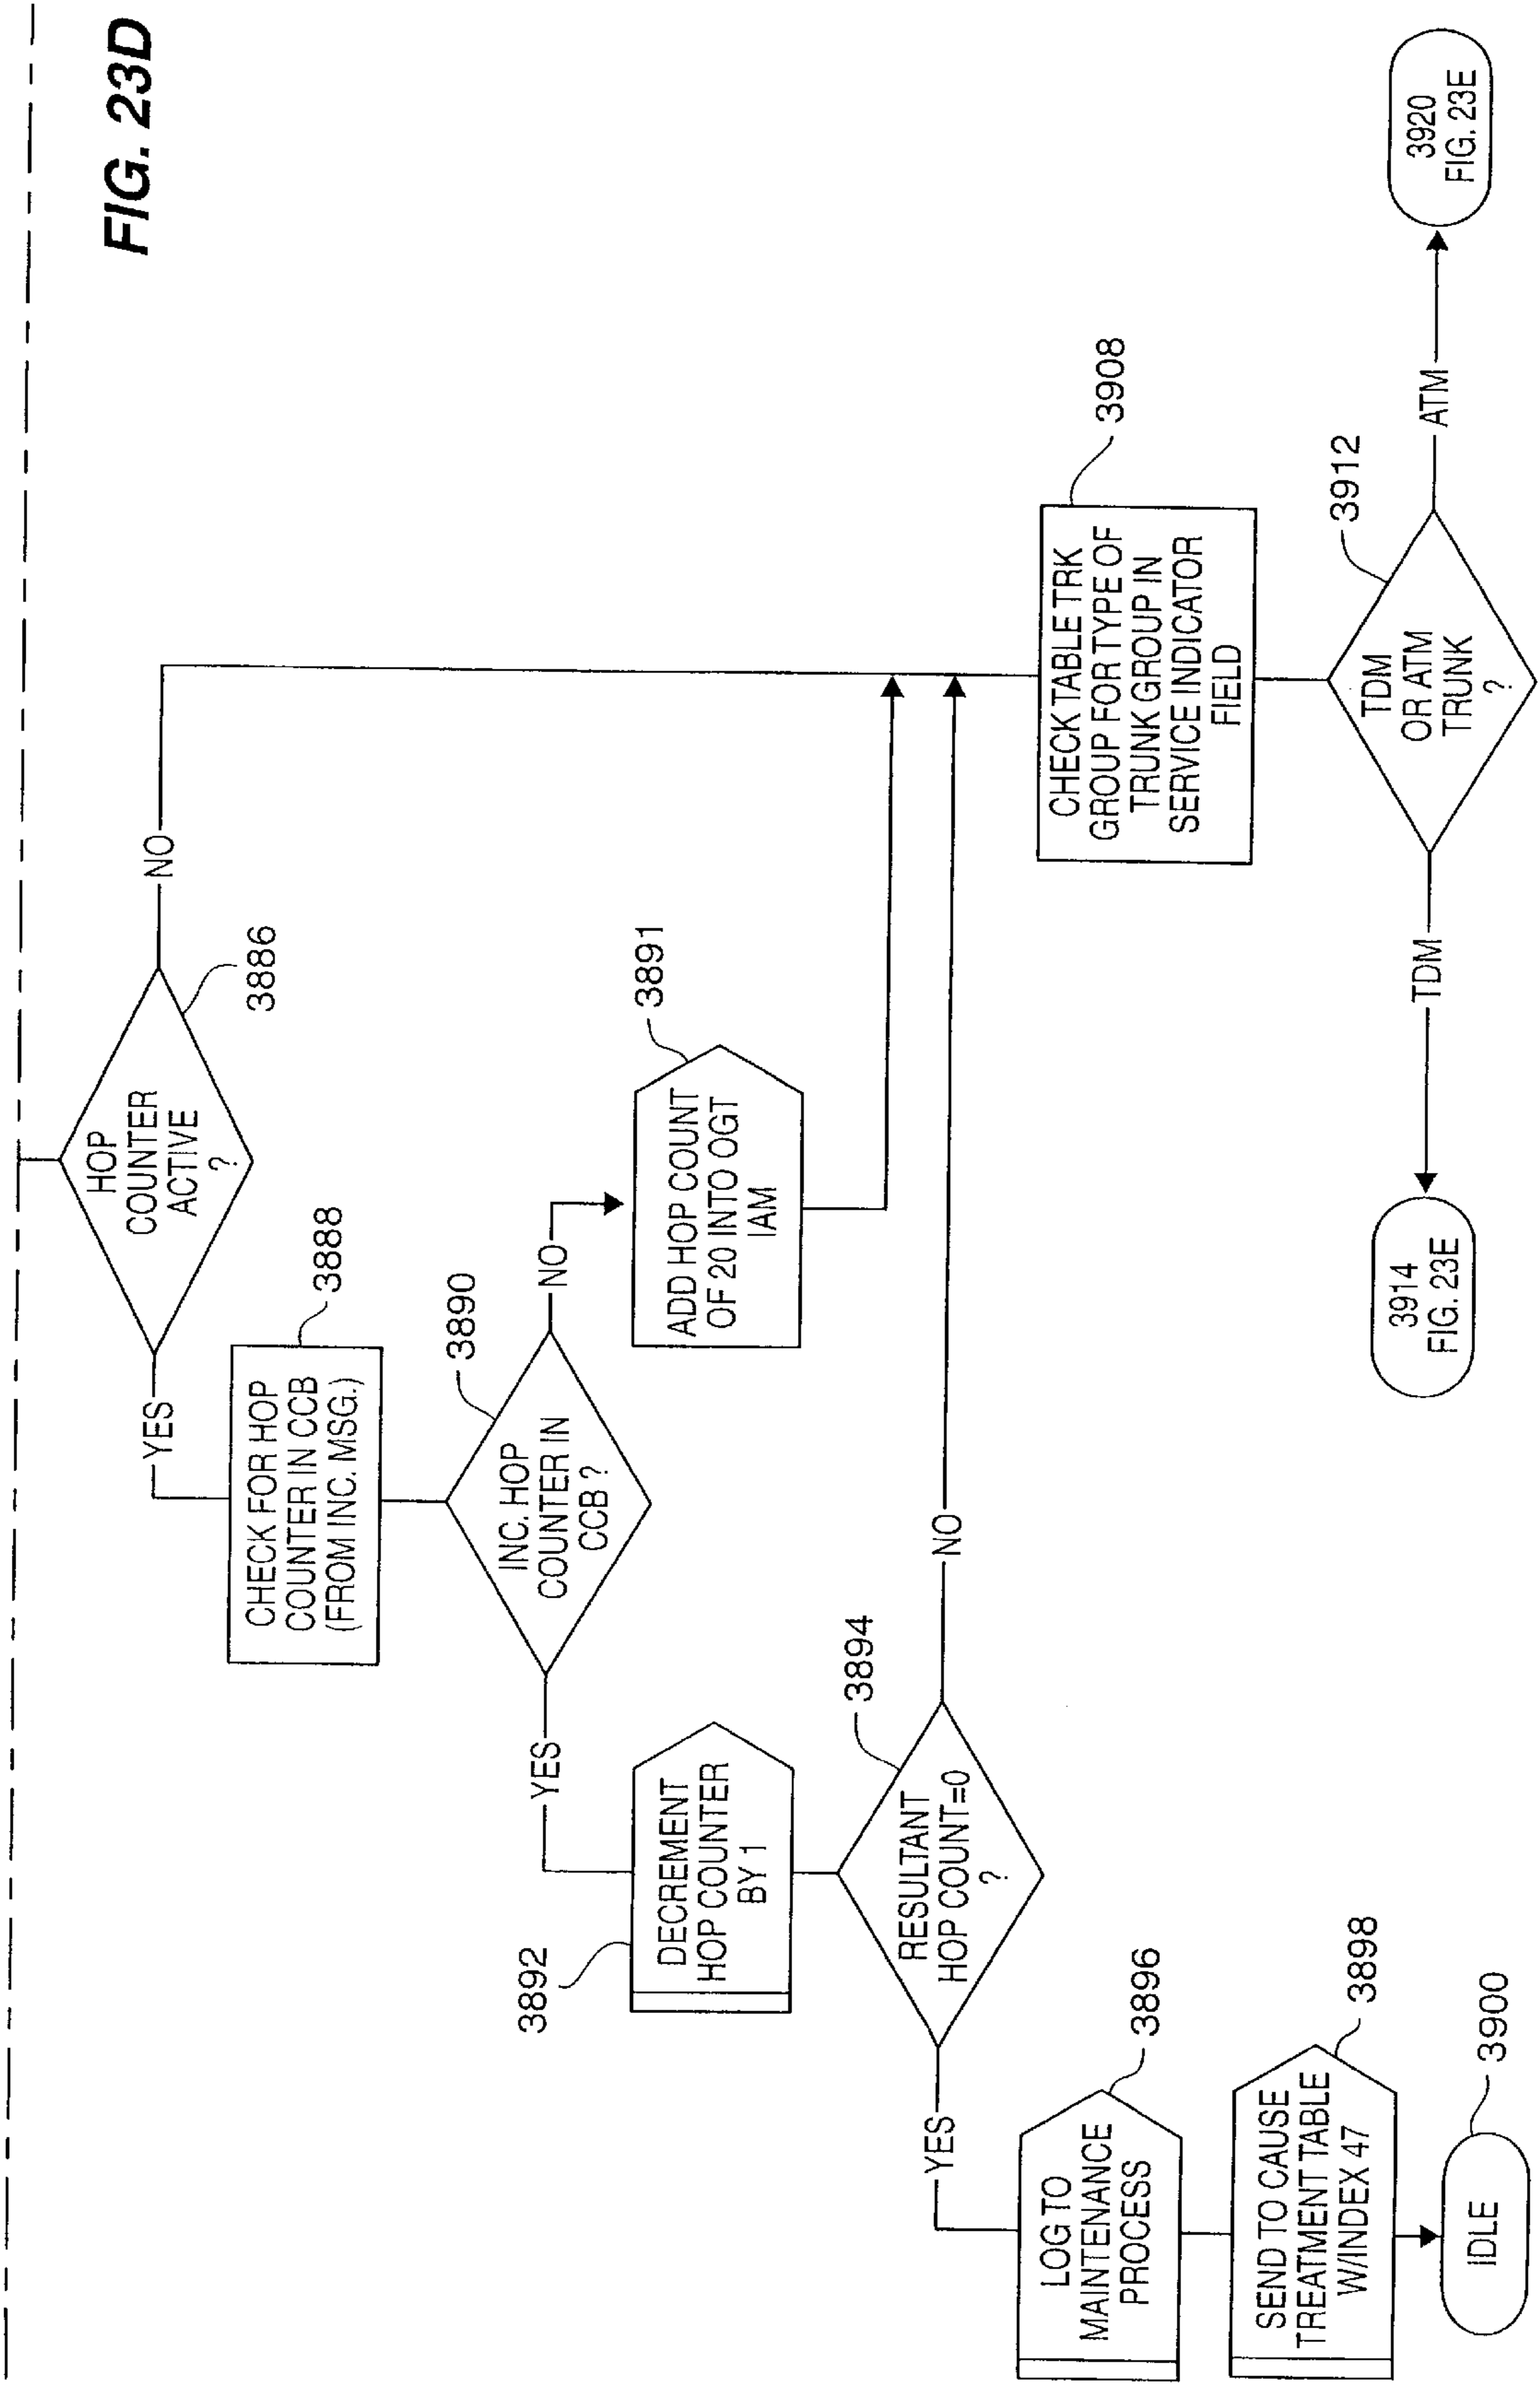 FIG. 23D
HOP
COUNTER
ACTIVE
?
3886
YES
NO
CHECK FOR HOP
COUNTER IN CCB
(FROM INC. MSG.)
3888
INC. HOP
COUNTER IN
CCB ?
3890
YES
NO
DECREMENT
HOP COUNTER
BY 1
3892
ADD HOP COUNT
OF 20 INTO OGT
IAM
3891
RESULTANT
HOP COUNT=0
?
3894
YES
NO
LOG TO
MAINTENANCE
PROCESS
3896
SEND TO CAUSE
TREATMENT TABLE
W/INDEX 47
3898
IDLE
3900
CHECK TABLE TRK
GROUP FOR TYPE OF
TRUNK GROUP IN
SERVICE INDICATOR
FIELD
3908
TDM
OR ATM
TRUNK
?
3912
TDM
ATM
3914
FIG. 23E
3920
FIG. 23E